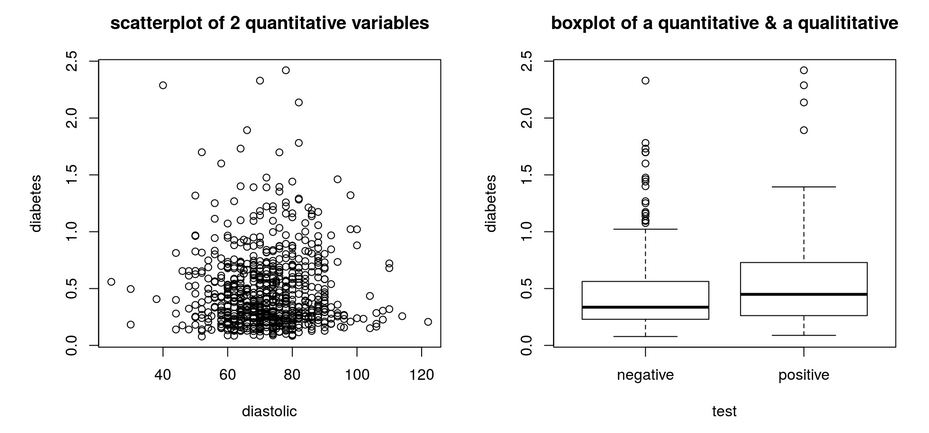 scatterplot of 2 quantitative variables
diabetes
2.5
2.0
1.5
1.0
0.5
0.0
40 60 80 100 120
diastolic
boxplot of a quantitative & a qualititative
diabetes
2.5
2.0
1.5
1.0
0.5
0.0
negative positive
test